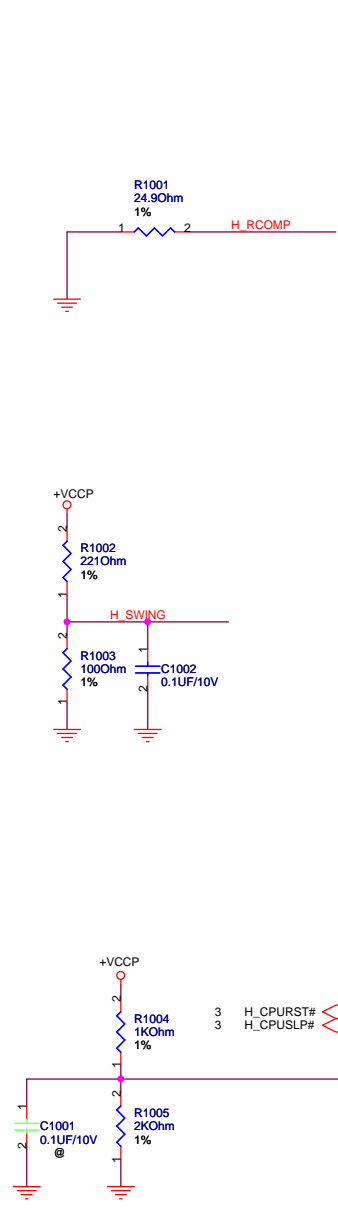 R1001
24.9Ohm
1%
1
2
H_RCOMP
+VCCP
2
R1002
221Ohm
1%
1
H_SWING
2
R1003
100Ohm
1%
1
1
C1002
0.1UF/10V
2
+VCCP
2
R1004
1KOhm
1%
1
3 H_CPURST#
3 H_CPUSLP#
1
C1001
0.1UF/10V
@
2
2
R1005
2KOhm
1%
1